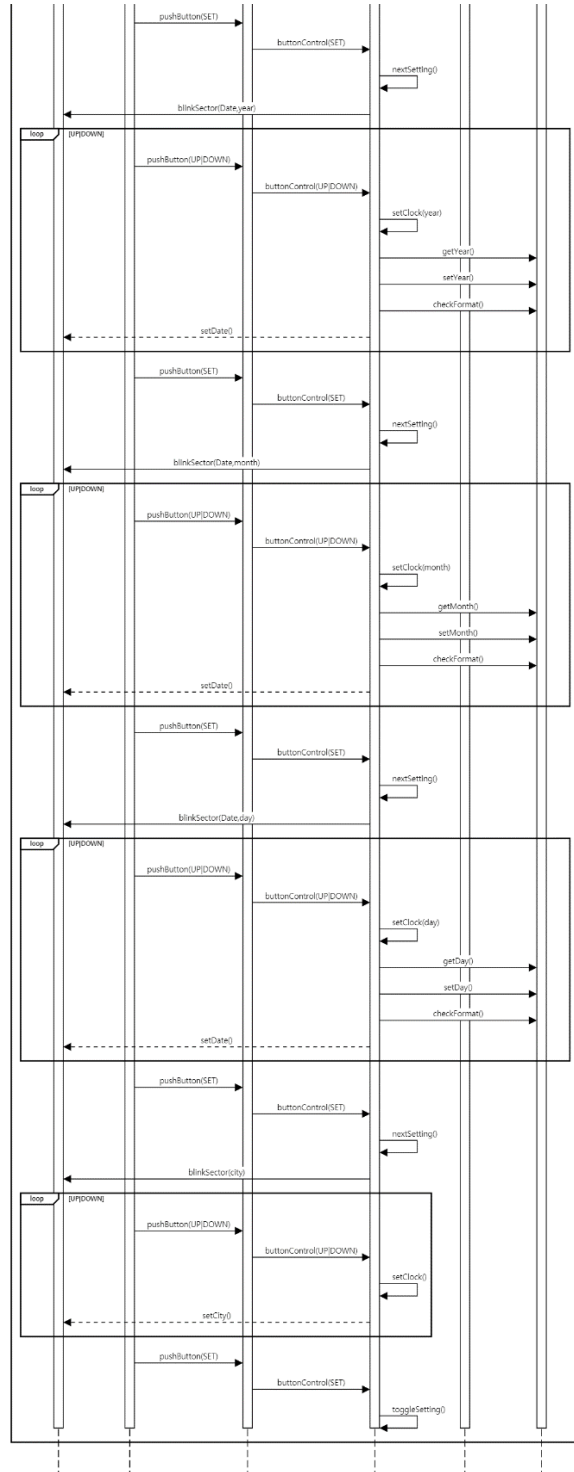 pushButton(SET)
buttonControl(SET)
nextSetting()
blinkSector(Date,year)
loop [UP|DOWN]
pushButton(UP|DOWN)
buttonControl(UP|DOWN)
setClock(year)
getYear()
setYear()
checkFormat()
setDate()
pushButton(SET)
buttonControl(SET)
nextSetting()
blinkSector(Date,month)
loop [UP|DOWN]
pushButton(UP|DOWN)
buttonControl(UP|DOWN)
setClock(month)
getMonth()
setMonth()
checkFormat()
setDate()
pushButton(SET)
buttonControl(SET)
nextSetting()
blinkSector(Date,day)
loop [UP|DOWN]
pushButton(UP|DOWN)
buttonControl(UP|DOWN)
setClock(day)
getDay()
setDay()
checkFormat()
setDate()
pushButton(SET)
buttonControl(SET)
nextSetting()
blinkSector(city)
loop [UP|DOWN]
pushButton(UP|DOWN)
buttonControl(UP|DOWN)
setClock()
setCity()
pushButton(SET)
buttonControl(SET)
toggleSetting()